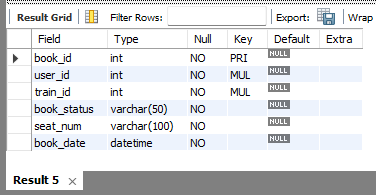 Result Grid Filter Rows: Export: Wrap
Field Type Null Key Default Extra
book_id int NO PRI NULL
user_id int NO MUL NULL
train_id int NO MUL NULL
book_status varchar(50) NO NULL
seat_num varchar(100) NO NULL
book_date datetime NO NULL
Result 5 ×